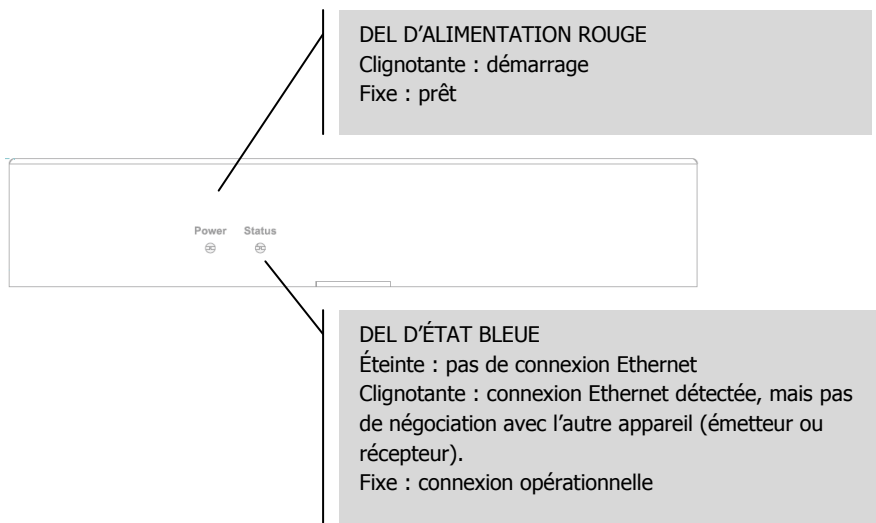 DEL D’ALIMENTATION ROUGE
Clignotante : démarrage
Fixe : prêt
Power Status
DEL D’ÉTAT BLEUE
Éteinte : pas de connexion Ethernet
Clignotante : connexion Ethernet détectée, mais pas
de négociation avec l’autre appareil (émetteur ou
récepteur).
Fixe : connexion opérationnelle